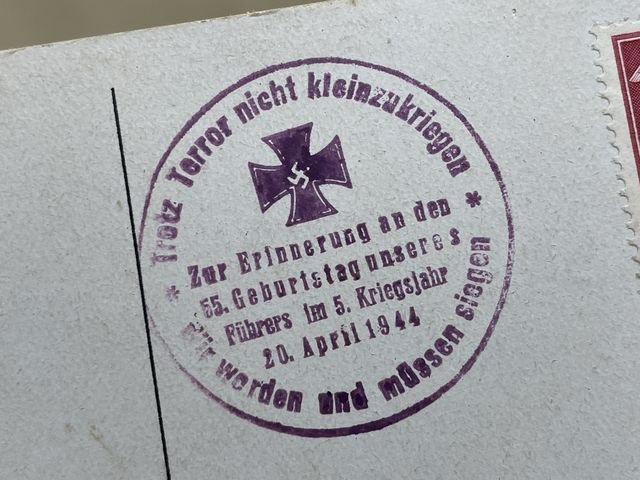 * Trotz Terror nicht kleinzukriegen *
Zur Erinnerung an den
55. Geburtstag unseres
Führers im 5. Kriegsjahr
20. April 1944
Wir werden und müssen siegen